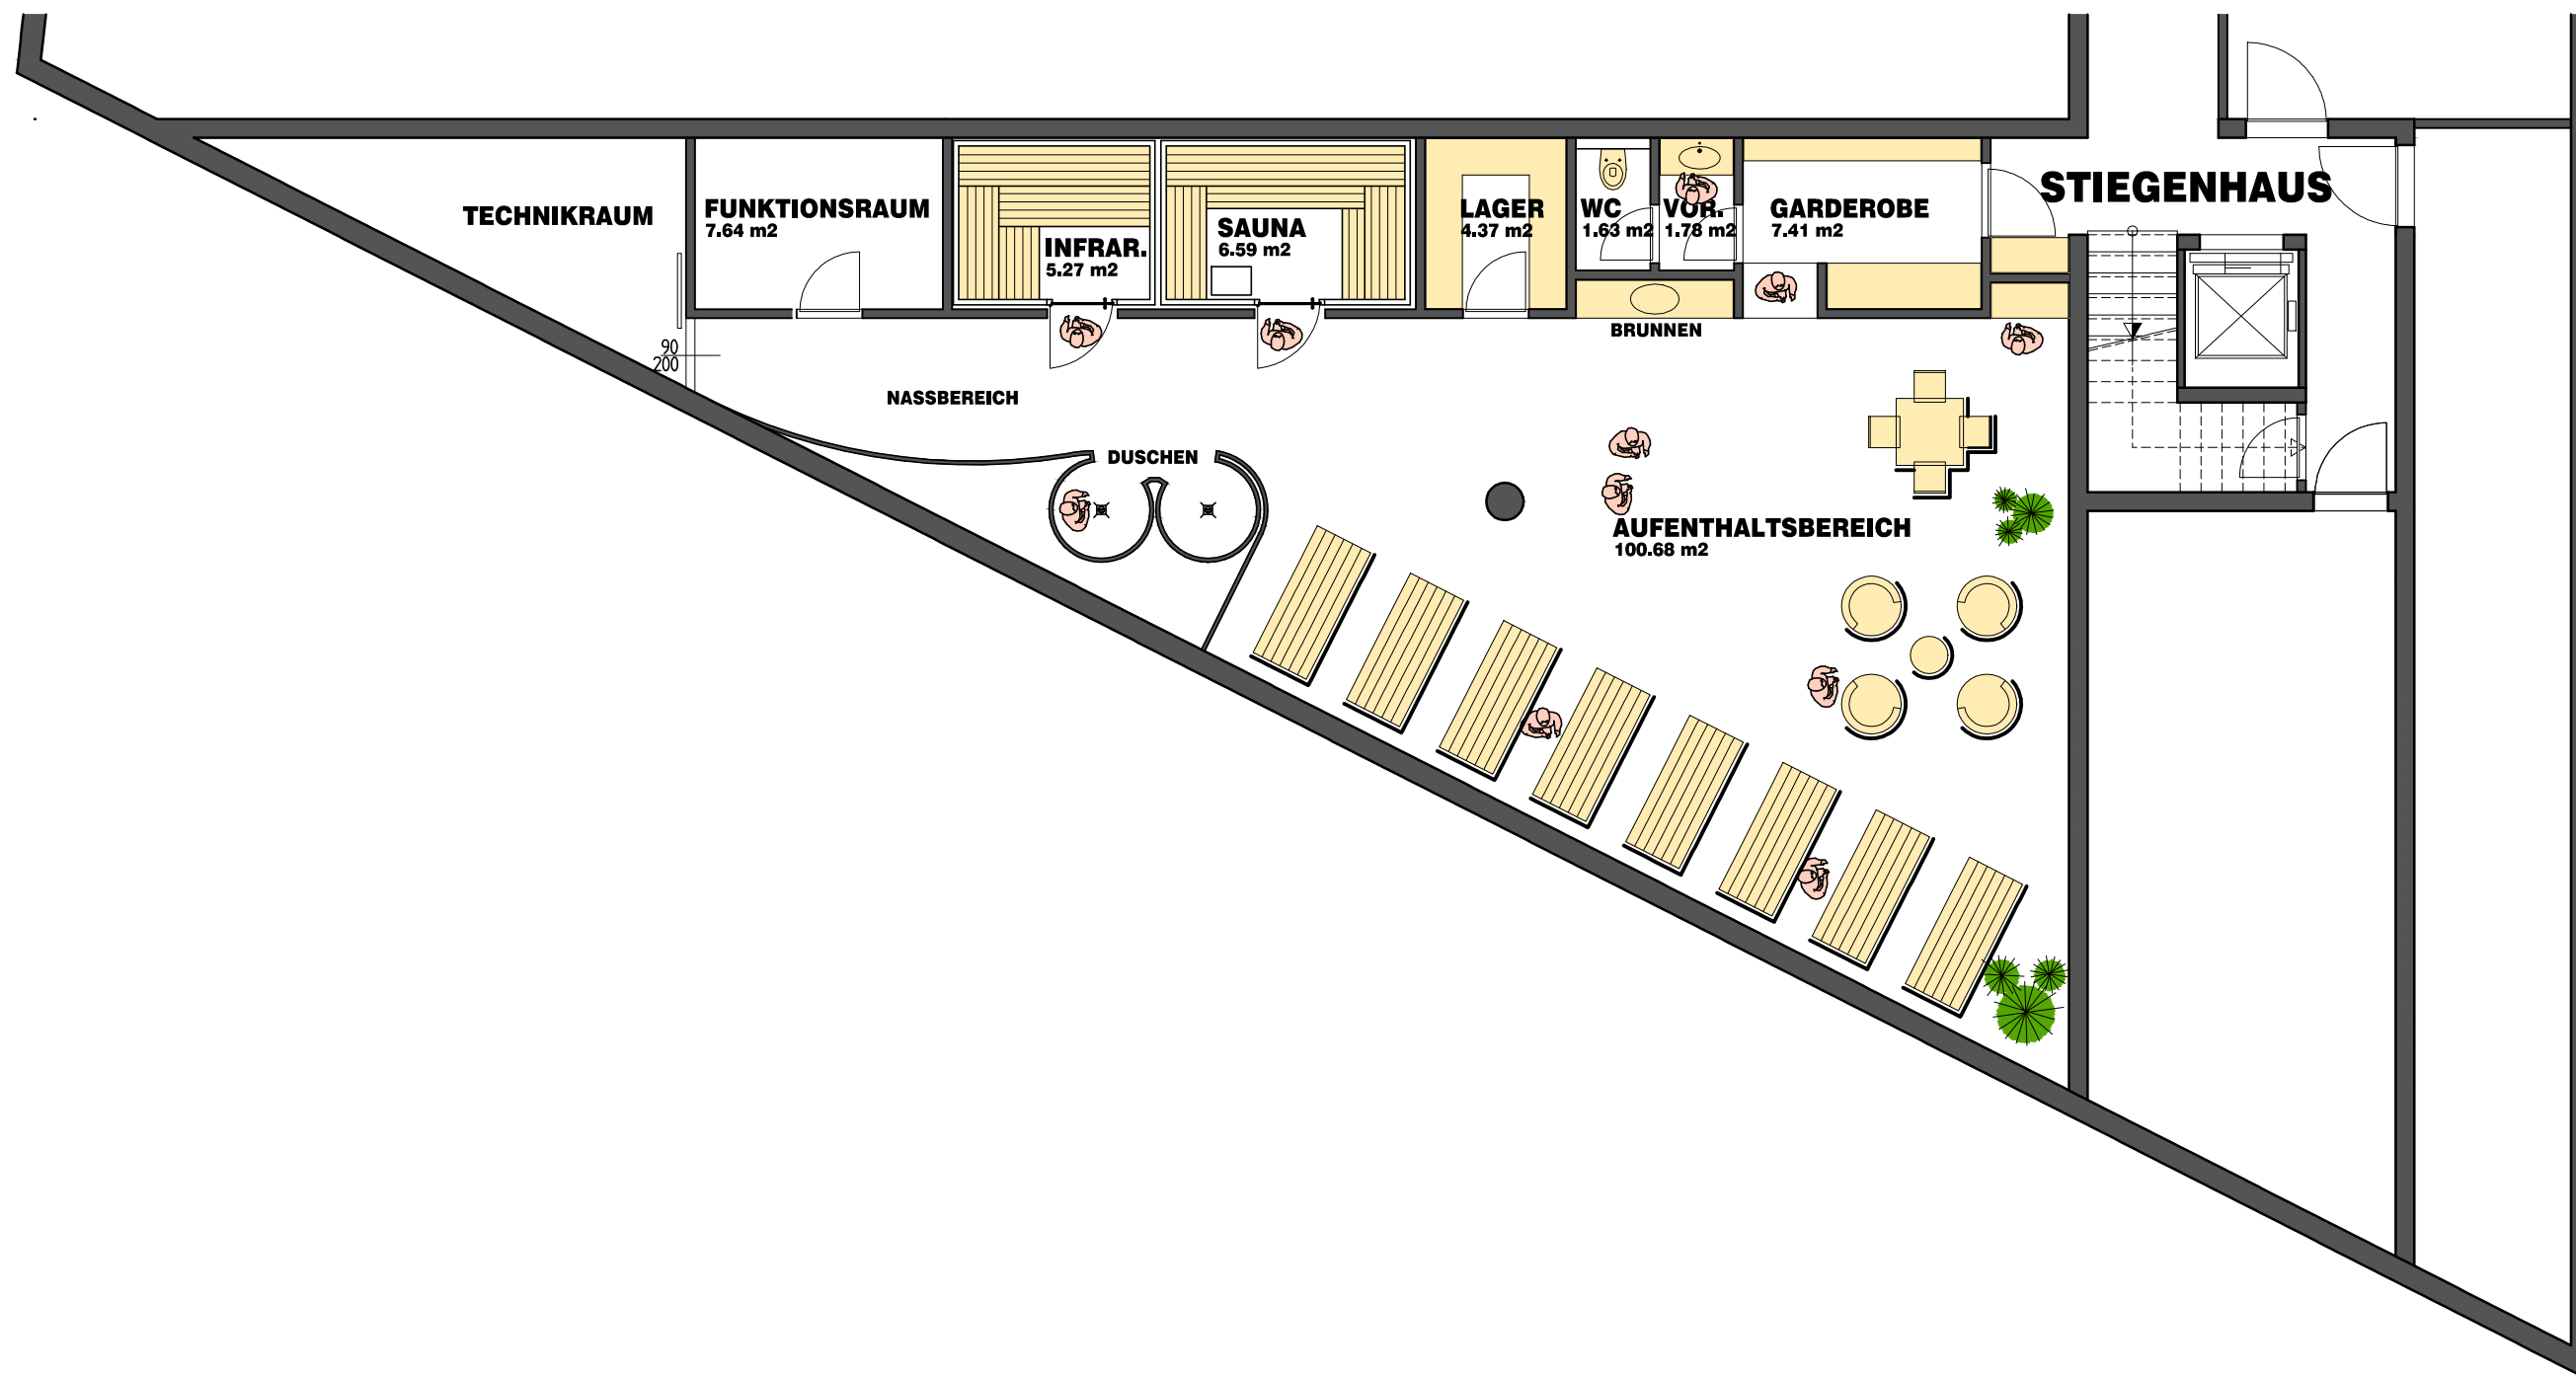 STIEGENHAUS
TECHNIKRAUM
FUNKTIONSRAUM
7.64 m2
INFRAR.
5.27 m2
SAUNA
6.59 m2
LAGER
4.37 m2
WC
1.63 m2
VOR.
1.78 m2
GARDEROBE
7.41 m2
BRUNNEN
90
200
NASSBEREICH
DUSCHEN
AUFENTHALTSBEREICH
100.68 m2